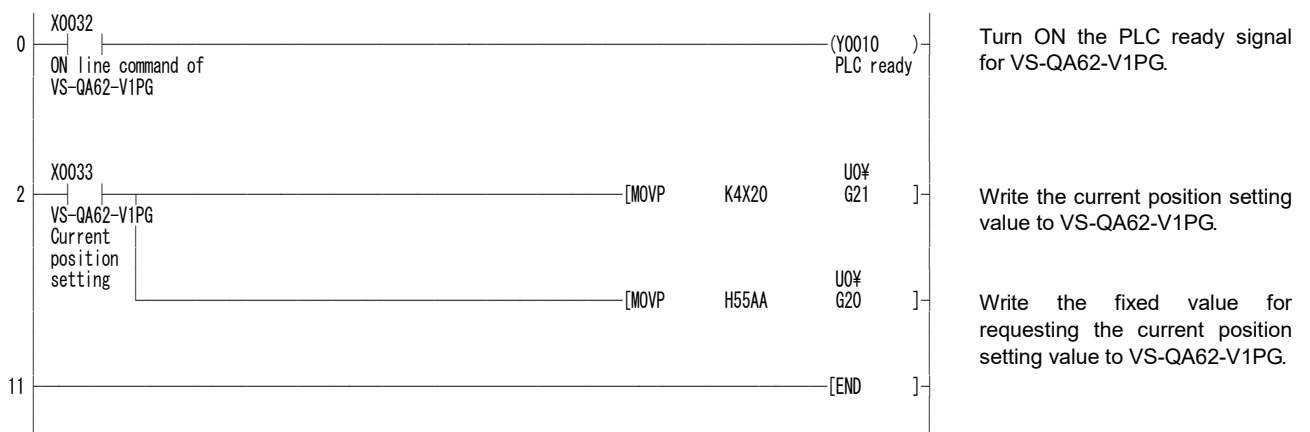 X0032
0 (Y0010 )
ON line command of PLC ready
VS-QA62-V1PG
Turn ON the PLC ready signal
for VS-QA62-V1PG.
X0033 U0¥
2 [MOVP K4X20 G21 ]
VS-QA62-V1PG
Current
position
setting
Write the current position setting
value to VS-QA62-V1PG.
U0¥
[MOVP H55AA G20 ]
Write the fixed value for
requesting the current position
setting value to VS-QA62-V1PG.
11 [END ]